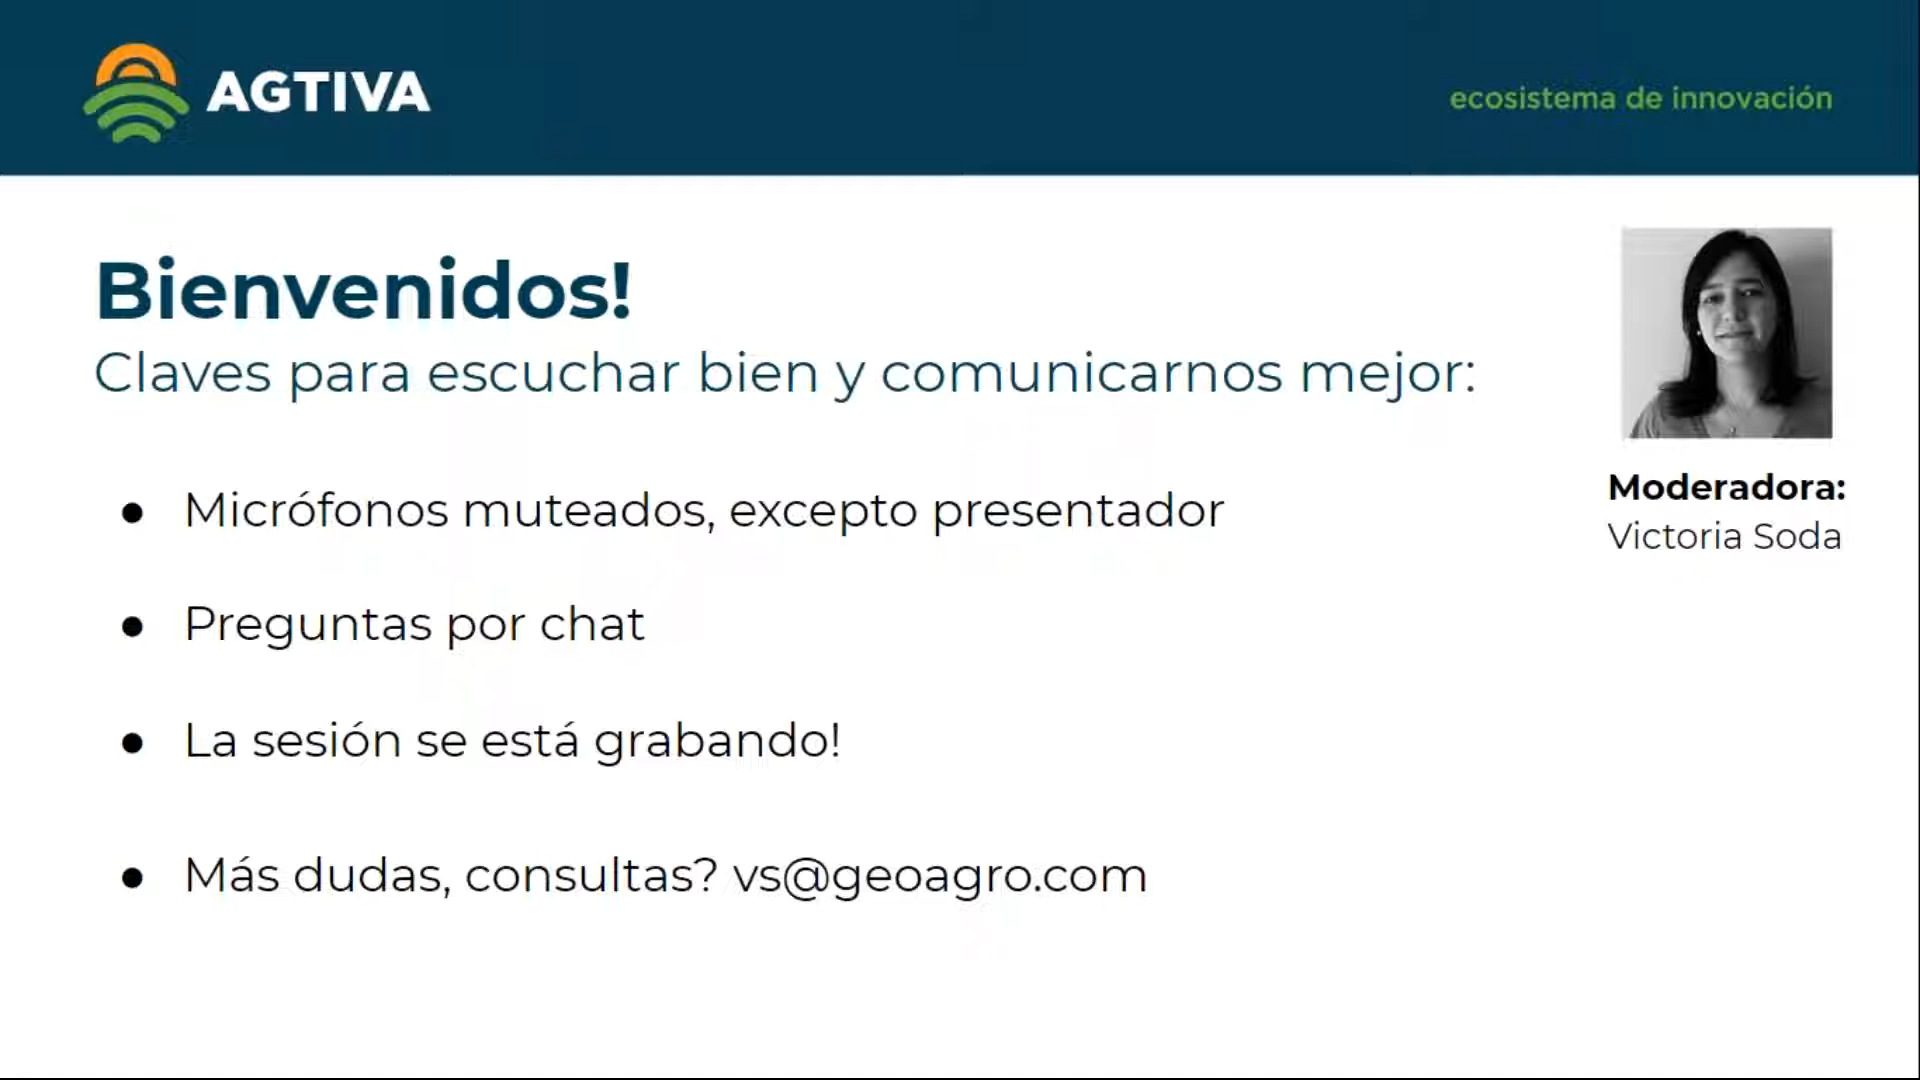 AGTIVA
ecosistema de innovación
Bienvenidos!
Claves para escuchar bien y comunicarnos mejor:
● Micrófonos muteados, excepto presentador
● Preguntas por chat
● La sesión se está grabando!
● Más dudas, consultas? vs@geoagro.com
Moderadora:
Victoria Soda